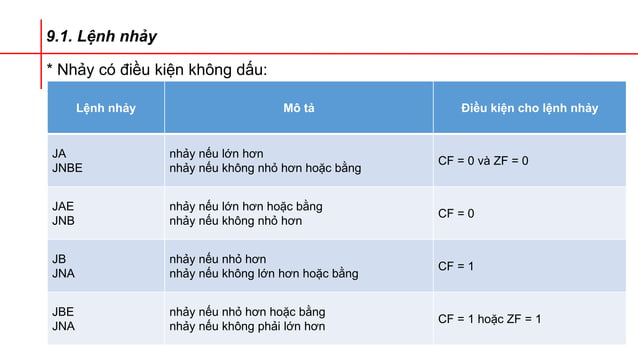 9.1. Lệnh nhảy
* Nhảy có điều kiện không dấu:
Lệnh nhảy Mô tả Điều kiện cho lệnh nhảy
JA nhảy nếu lớn hơn
JNBE nhảy nếu không nhỏ hơn hoặc bằng
CF = 0 và ZF = 0
JAE nhảy nếu lớn hơn hoặc bằng
JNB nhảy nếu không nhỏ hơn
CF = 0
JB nhảy nếu nhỏ hơn
JNA nhảy nếu không lớn hơn hoặc bằng
CF = 1
JBE nhảy nếu nhỏ hơn hoặc bằng
JNA nhảy nếu không phải lớn hơn
CF = 1 hoặc ZF = 1